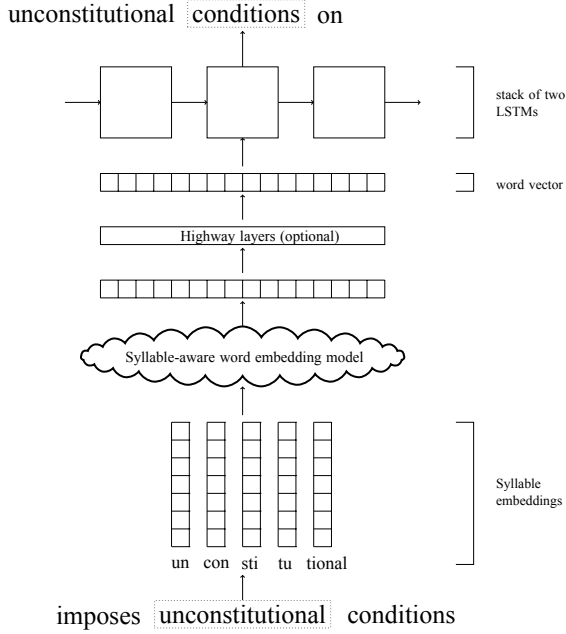 unconstitutional conditions on
stack of two
LSTMs
word vector
Highway layers (optional)
Syllable-aware word embedding model
Syllable
embeddings
un con sti tu tional
imposes unconstitutional conditions